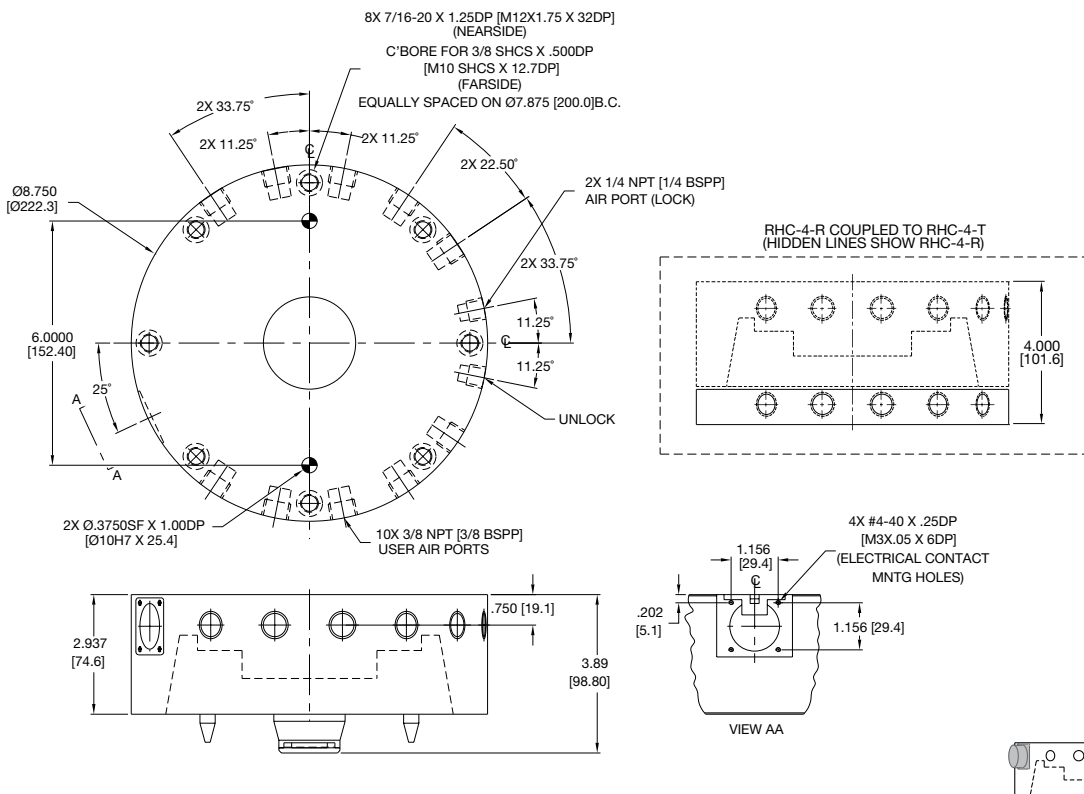 8X 7/16-20 X 1.25DP [M12X1.75 X 32DP]
(NEARSIDE)
C'BORE FOR 3/8 SHCS X .500DP
[M10 SHCS X 12.7DP]
(FARSIDE)
EQUALLY SPACED ON Ø7.875 [200.0]B.C.
2X 33.75°
2X 11.25°
2X 11.25°
℄
2X 22.50°
2X 1/4 NPT [1/4 BSPP]
AIR PORT (LOCK)
Ø8.750
[Ø222.3]
2X 33.75°
11.25°
℄
11.25°
6.0000
[152.40]
25°
A
A
UNLOCK
2X Ø.3750SF X 1.00DP
[Ø10H7 X 25.4]
10X 3/8 NPT [3/8 BSPP]
USER AIR PORTS
RHC-4-R COUPLED TO RHC-4-T
(HIDDEN LINES SHOW RHC-4-R)
4.000
[101.6]
2.937
[74.6]
.750 [19.1]
3.89
[98.80]
4X #4-40 X .25DP
[M3X.05 X 6DP]
(ELECTRICAL CONTACT
MNTG HOLES)
1.156
[29.4]
℄
.202
[5.1]
1.156 [29.4]
VIEW AA